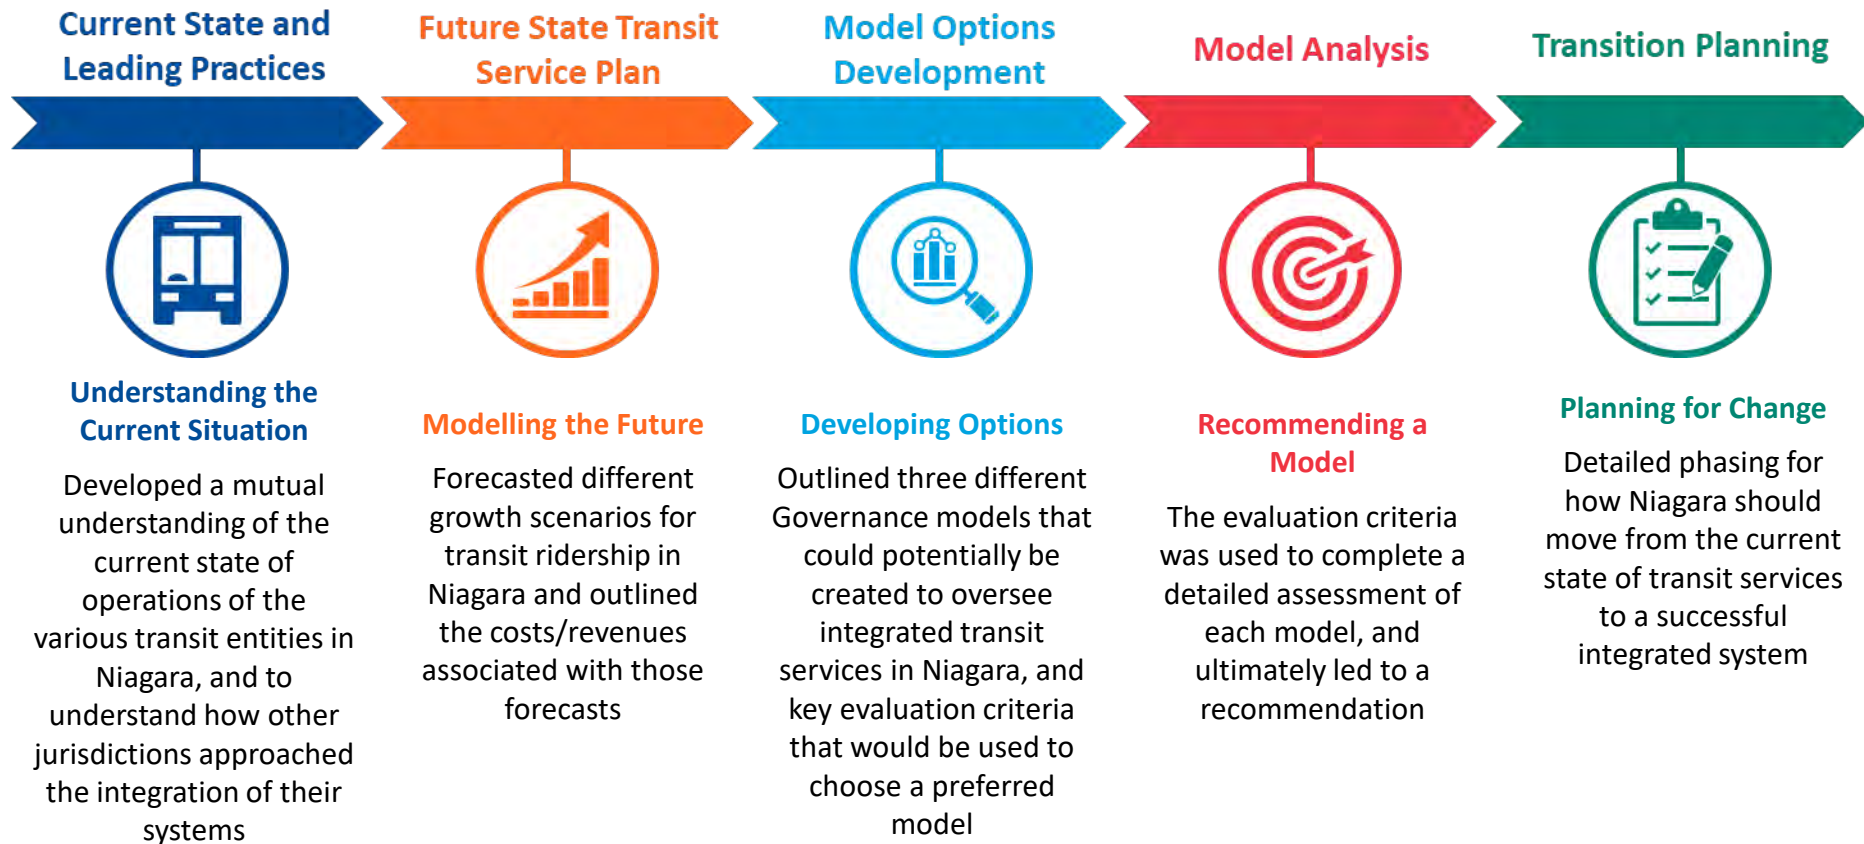 Current State and
Leading Practices
Understanding the
Current Situation
Developed a mutual
understanding of the
current state of
operations of the
various transit entities in
Niagara, and to
understand how other
jurisdictions approached
the integration of their
systems
Future State Transit
Service Plan
Modelling the Future
Forecasted different
growth scenarios for
transit ridership in
Niagara and outlined
the costs/revenues
associated with those
forecasts
Model Options
Development
Developing Options
Outlined three different
Governance models that
could potentially be
created to oversee
integrated transit
services in Niagara, and
key evaluation criteria
that would be used to
choose a preferred
model
Model Analysis
Recommending a
Model
The evaluation criteria
was used to complete a
detailed assessment of
each model, and
ultimately led to a
recommendation
Transition Planning
Planning for Change
Detailed phasing for
how Niagara should
move from the current
state of transit services
to a successful
integrated system